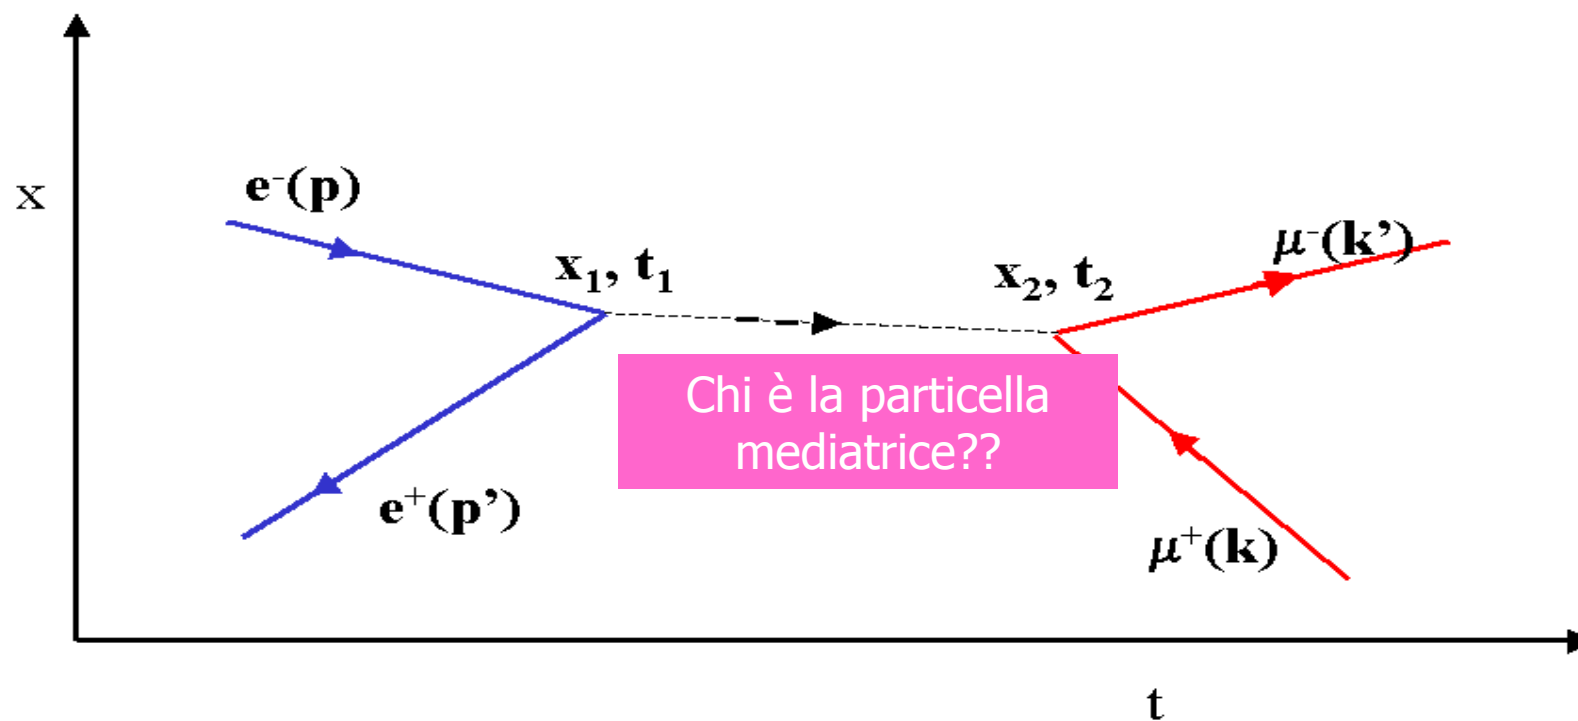 x
e⁻(p)
x₁, t₁
x₂, t₂
μ⁻(k’)
Chi è la particella
mediatrice??
e⁺(p’)
μ⁺(k)
t